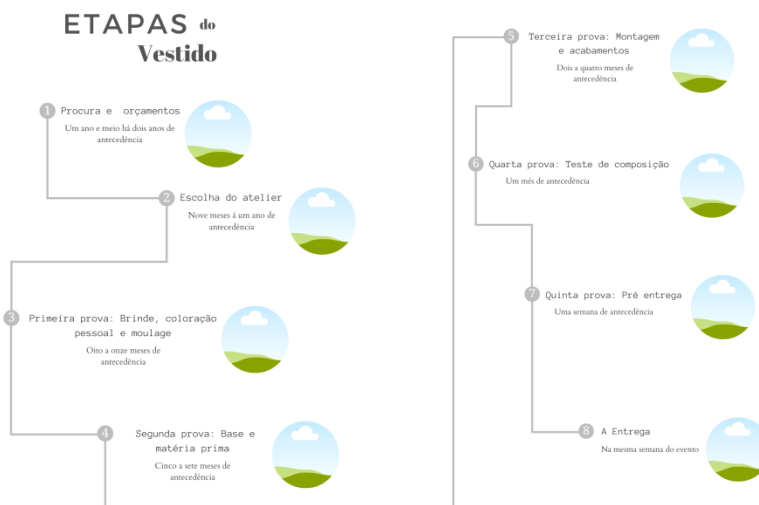 ETAPAS do
Vestido
1
Procura e orçamentos
Um ano e meio há dois anos de
antecedência
2
Escolha do atelier
Nove meses á um ano de
antecedência
3
Primeira prova: Brinde, coloração
pessoal e moulage
Oito a onze meses de
antecedência
4
Segunda prova: Base e
matéria prima
Cinco a sete meses de
antecedência
5
Terceira prova: Montagem
e acabamentos
Dois a quatro meses de
antecedência
6
Quarta prova: Teste de composição
Um mês de antecedência
7
Quinta prova: Pré entrega
Uma semana de antecedência
8
A Entrega
Na mesma semana do evento